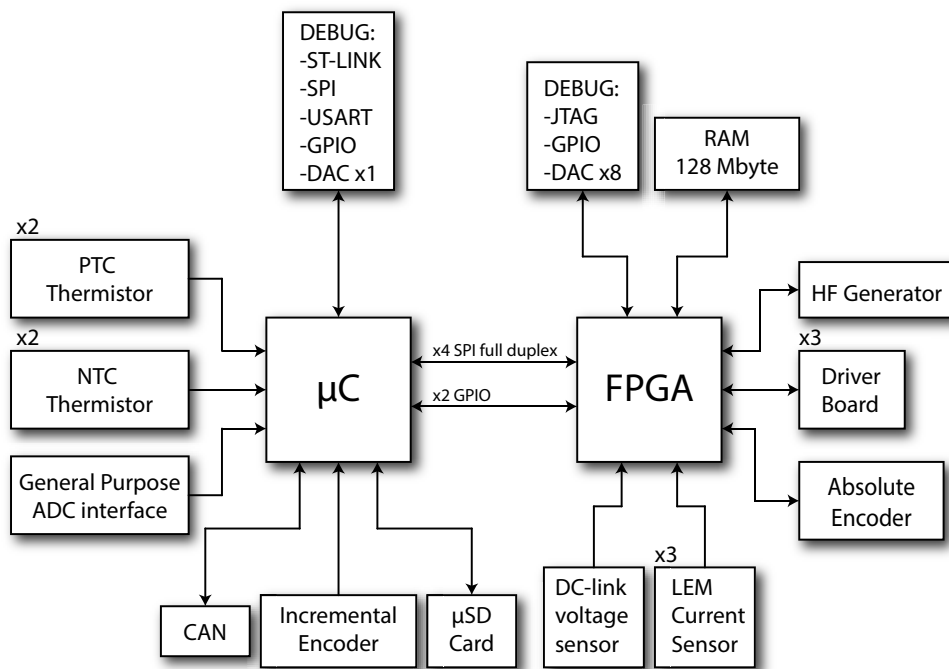 DEBUG:
-ST-LINK
-SPI
-USART
-GPIO
-DAC x1
DEBUG:
-JTAG
-GPIO
-DAC x8
RAM
128 Mbyte
x2
PTC
Thermistor
x2
NTC
Thermistor
General Purpose
ADC interface
µC
x4 SPI full duplex
x2 GPIO
FPGA
HF Generator
x3
Driver
Board
Absolute
Encoder
CAN
Incremental
Encoder
µSD
Card
DC-link
voltage
sensor
x3
LEM
Current
Sensor